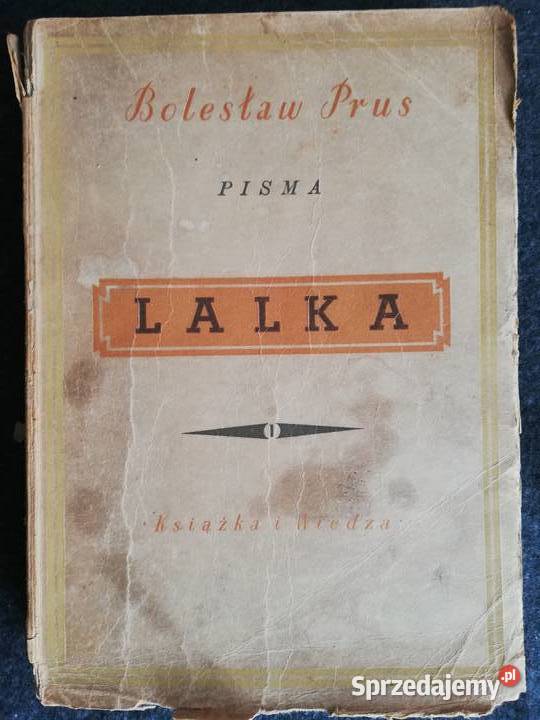 Bolesław Prus
PISMA
LALKA
I
· Książka i Wiedza ·
Sprzedajemy.pl